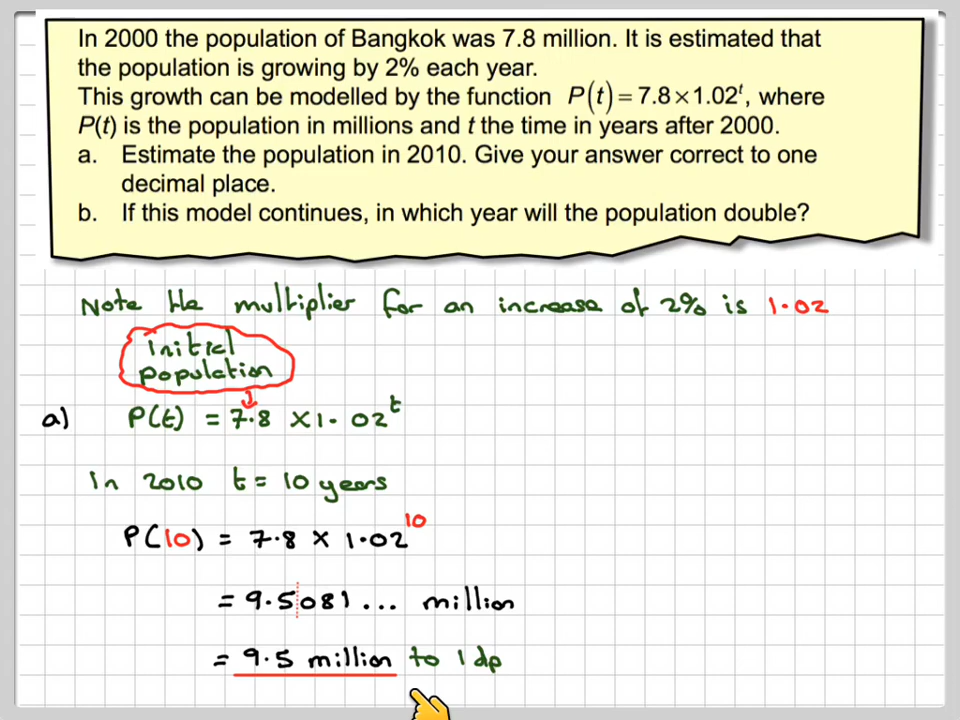 In 2000 the population of Bangkok was 7.8 million. It is estimated that
the population is growing by 2% each year.
This growth can be modelled by the function P(t) = 7.8 × 1.02ᵗ, where
P(t) is the population in millions and t the time in years after 2000.
a. Estimate the population in 2010. Give your answer correct to one
decimal place.
b. If this model continues, in which year will the population double?
Note the multiplier for an increase of 2% is 1.02
Initial
population
a) P(t) = 7.8 × 1.02ᵗ
In 2010 t = 10 years
P(10) = 7.8 × 1.02¹⁰
= 9.5081... million
= 9.5 million to 1 dp